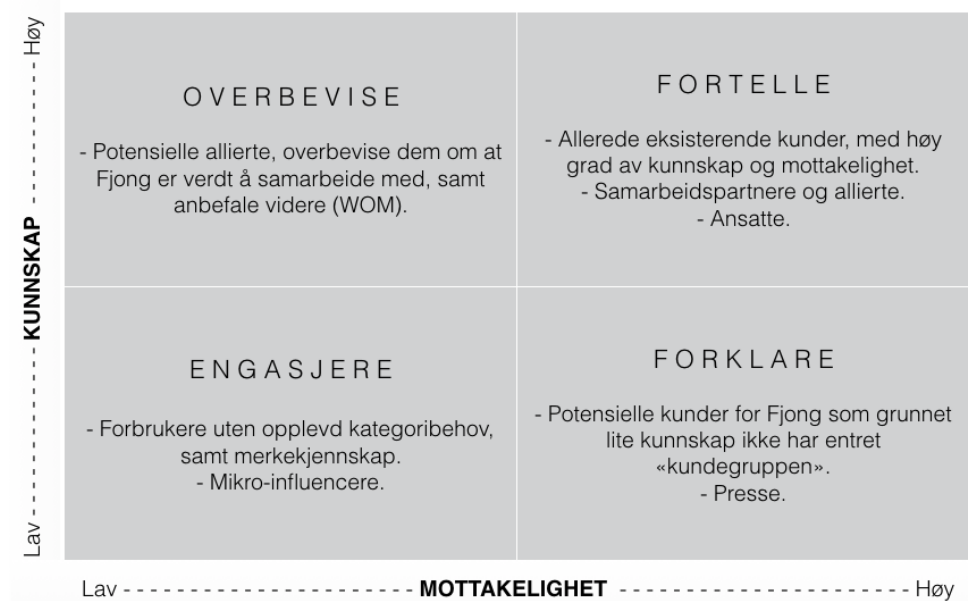 OVERBEVISE
- Potensielle allierte, overbevise dem om at
Fjong er verdt å samarbeide med, samt
anbefale videre (WOM).
FORTELLE
- Allerede eksisterende kunder, med høy
grad av kunnskap og mottakelighet.
- Samarbeidspartnere og allierte.
- Ansatte.
ENGASJERE
- Forbrukere uten opplevd kategoribehov,
samt merkekjennskap.
- Mikro-influencere.
FORKLARE
- Potensielle kunder for Fjong som grunnet
lite kunnskap ikke har entret
«kundegruppen».
- Presse.
Lav - - - - - - - - - - KUNNSKAP - - - - - - - - - - Høy
Lav - - - - - - - - - - - - - - - - - - - - - - MOTTAKELIGHET - - - - - - - - - - - - - - - - - - - - - - Høy